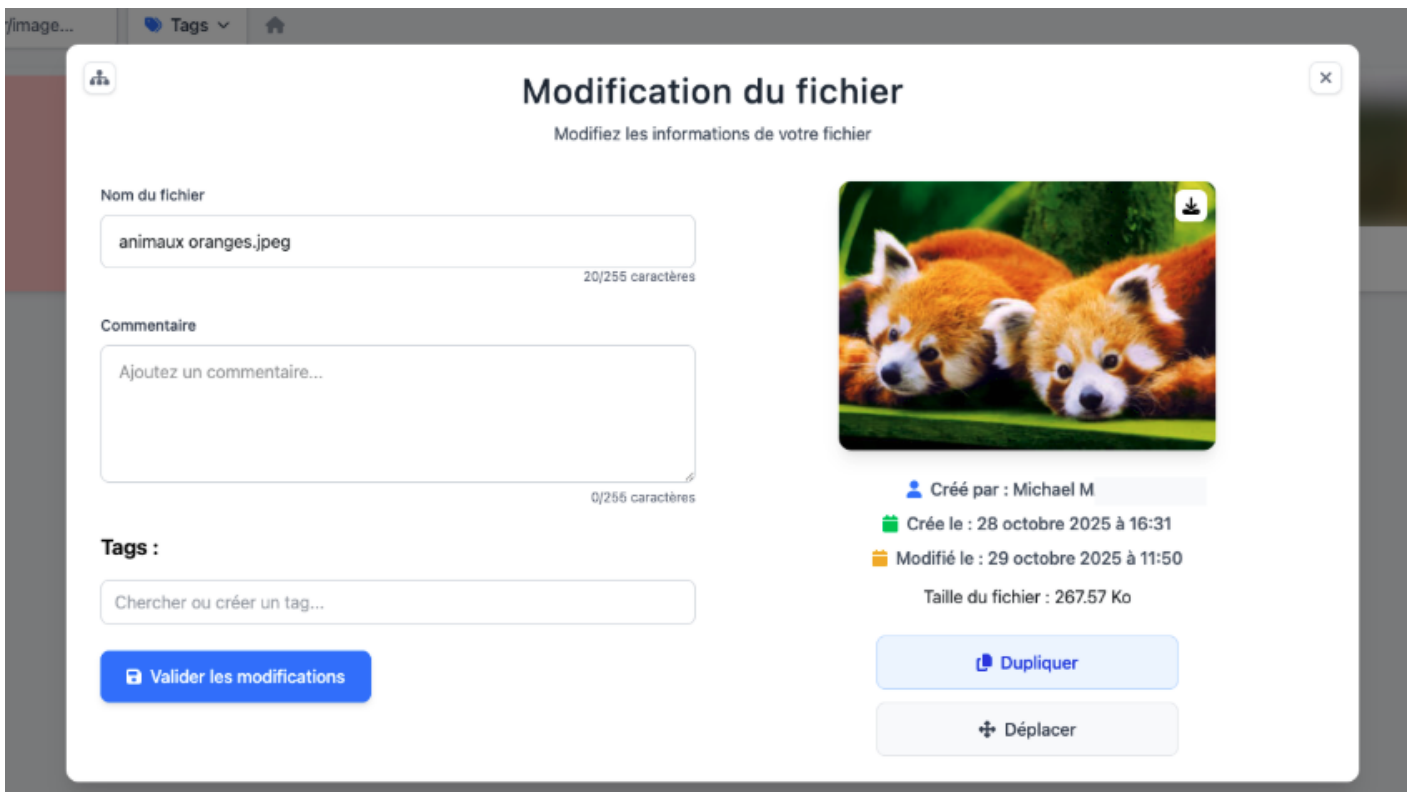 r/image...
Tags
Modification du fichier
Modifiez les informations de votre fichier
Nom du fichier
animaux oranges.jpeg
20/255 caractères
Commentaire
Ajoutez un commentaire...
0/255 caractères
Tags :
Chercher ou créer un tag...
Valider les modifications
Créé par : Michael M
Crée le : 28 octobre 2025 à 16:31
Modifié le : 29 octobre 2025 à 11:50
Taille du fichier : 267.57 Ko
Dupliquer
Déplacer